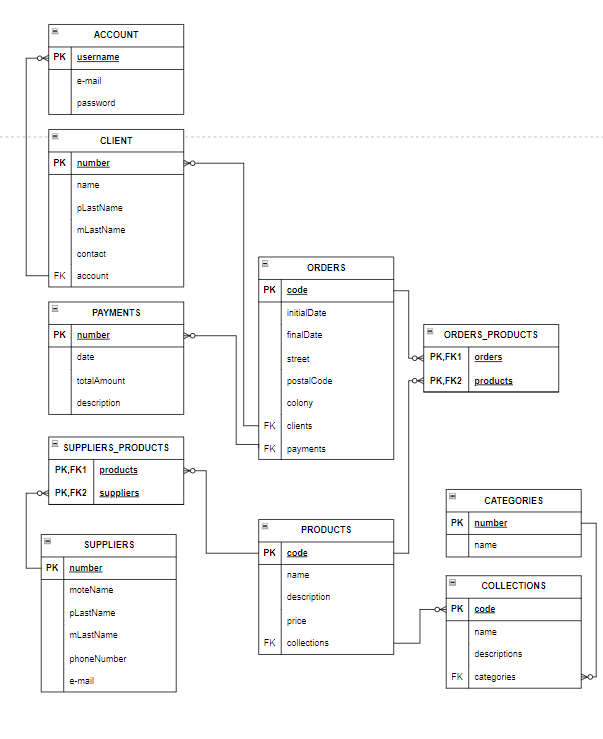 ACCOUNT
PK username
e-mail
password
CLIENT
PK number
name
pLastName
mLastName
contact
FK account
PAYMENTS
PK number
date
totalAmount
description
SUPPLIERS_PRODUCTS
PK,FK1 products
PK,FK2 suppliers
SUPPLIERS
PK number
moteName
pLastName
mLastName
phoneNumber
e-mail
ORDERS
PK code
initialDate
finalDate
street
postalCode
colony
FK clients
FK payments
PRODUCTS
PK code
name
description
price
FK collections
ORDERS_PRODUCTS
PK,FK1 orders
PK,FK2 products
CATEGORIES
PK number
name
COLLECTIONS
PK code
name
descriptions
FK categories